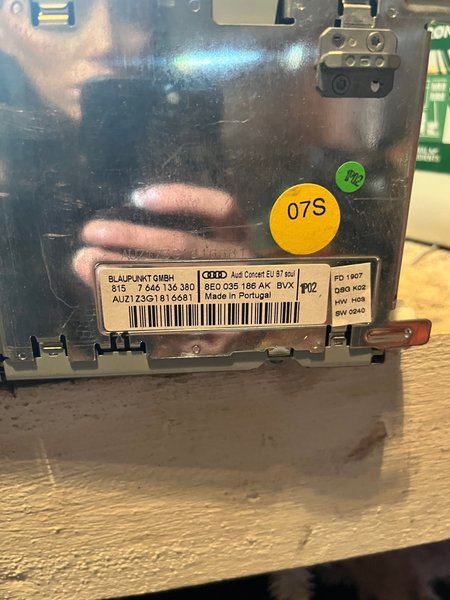 1P02
07S
BLAUPUNKT GMBH
815 7 646 136 380
AUZ1Z3G1816681
Audi Concert EU B7 soul
8E0 035 186 AK BVX
Made in Portugal
1P02
FD 1907
QSG K02
HW H03
SW 0240